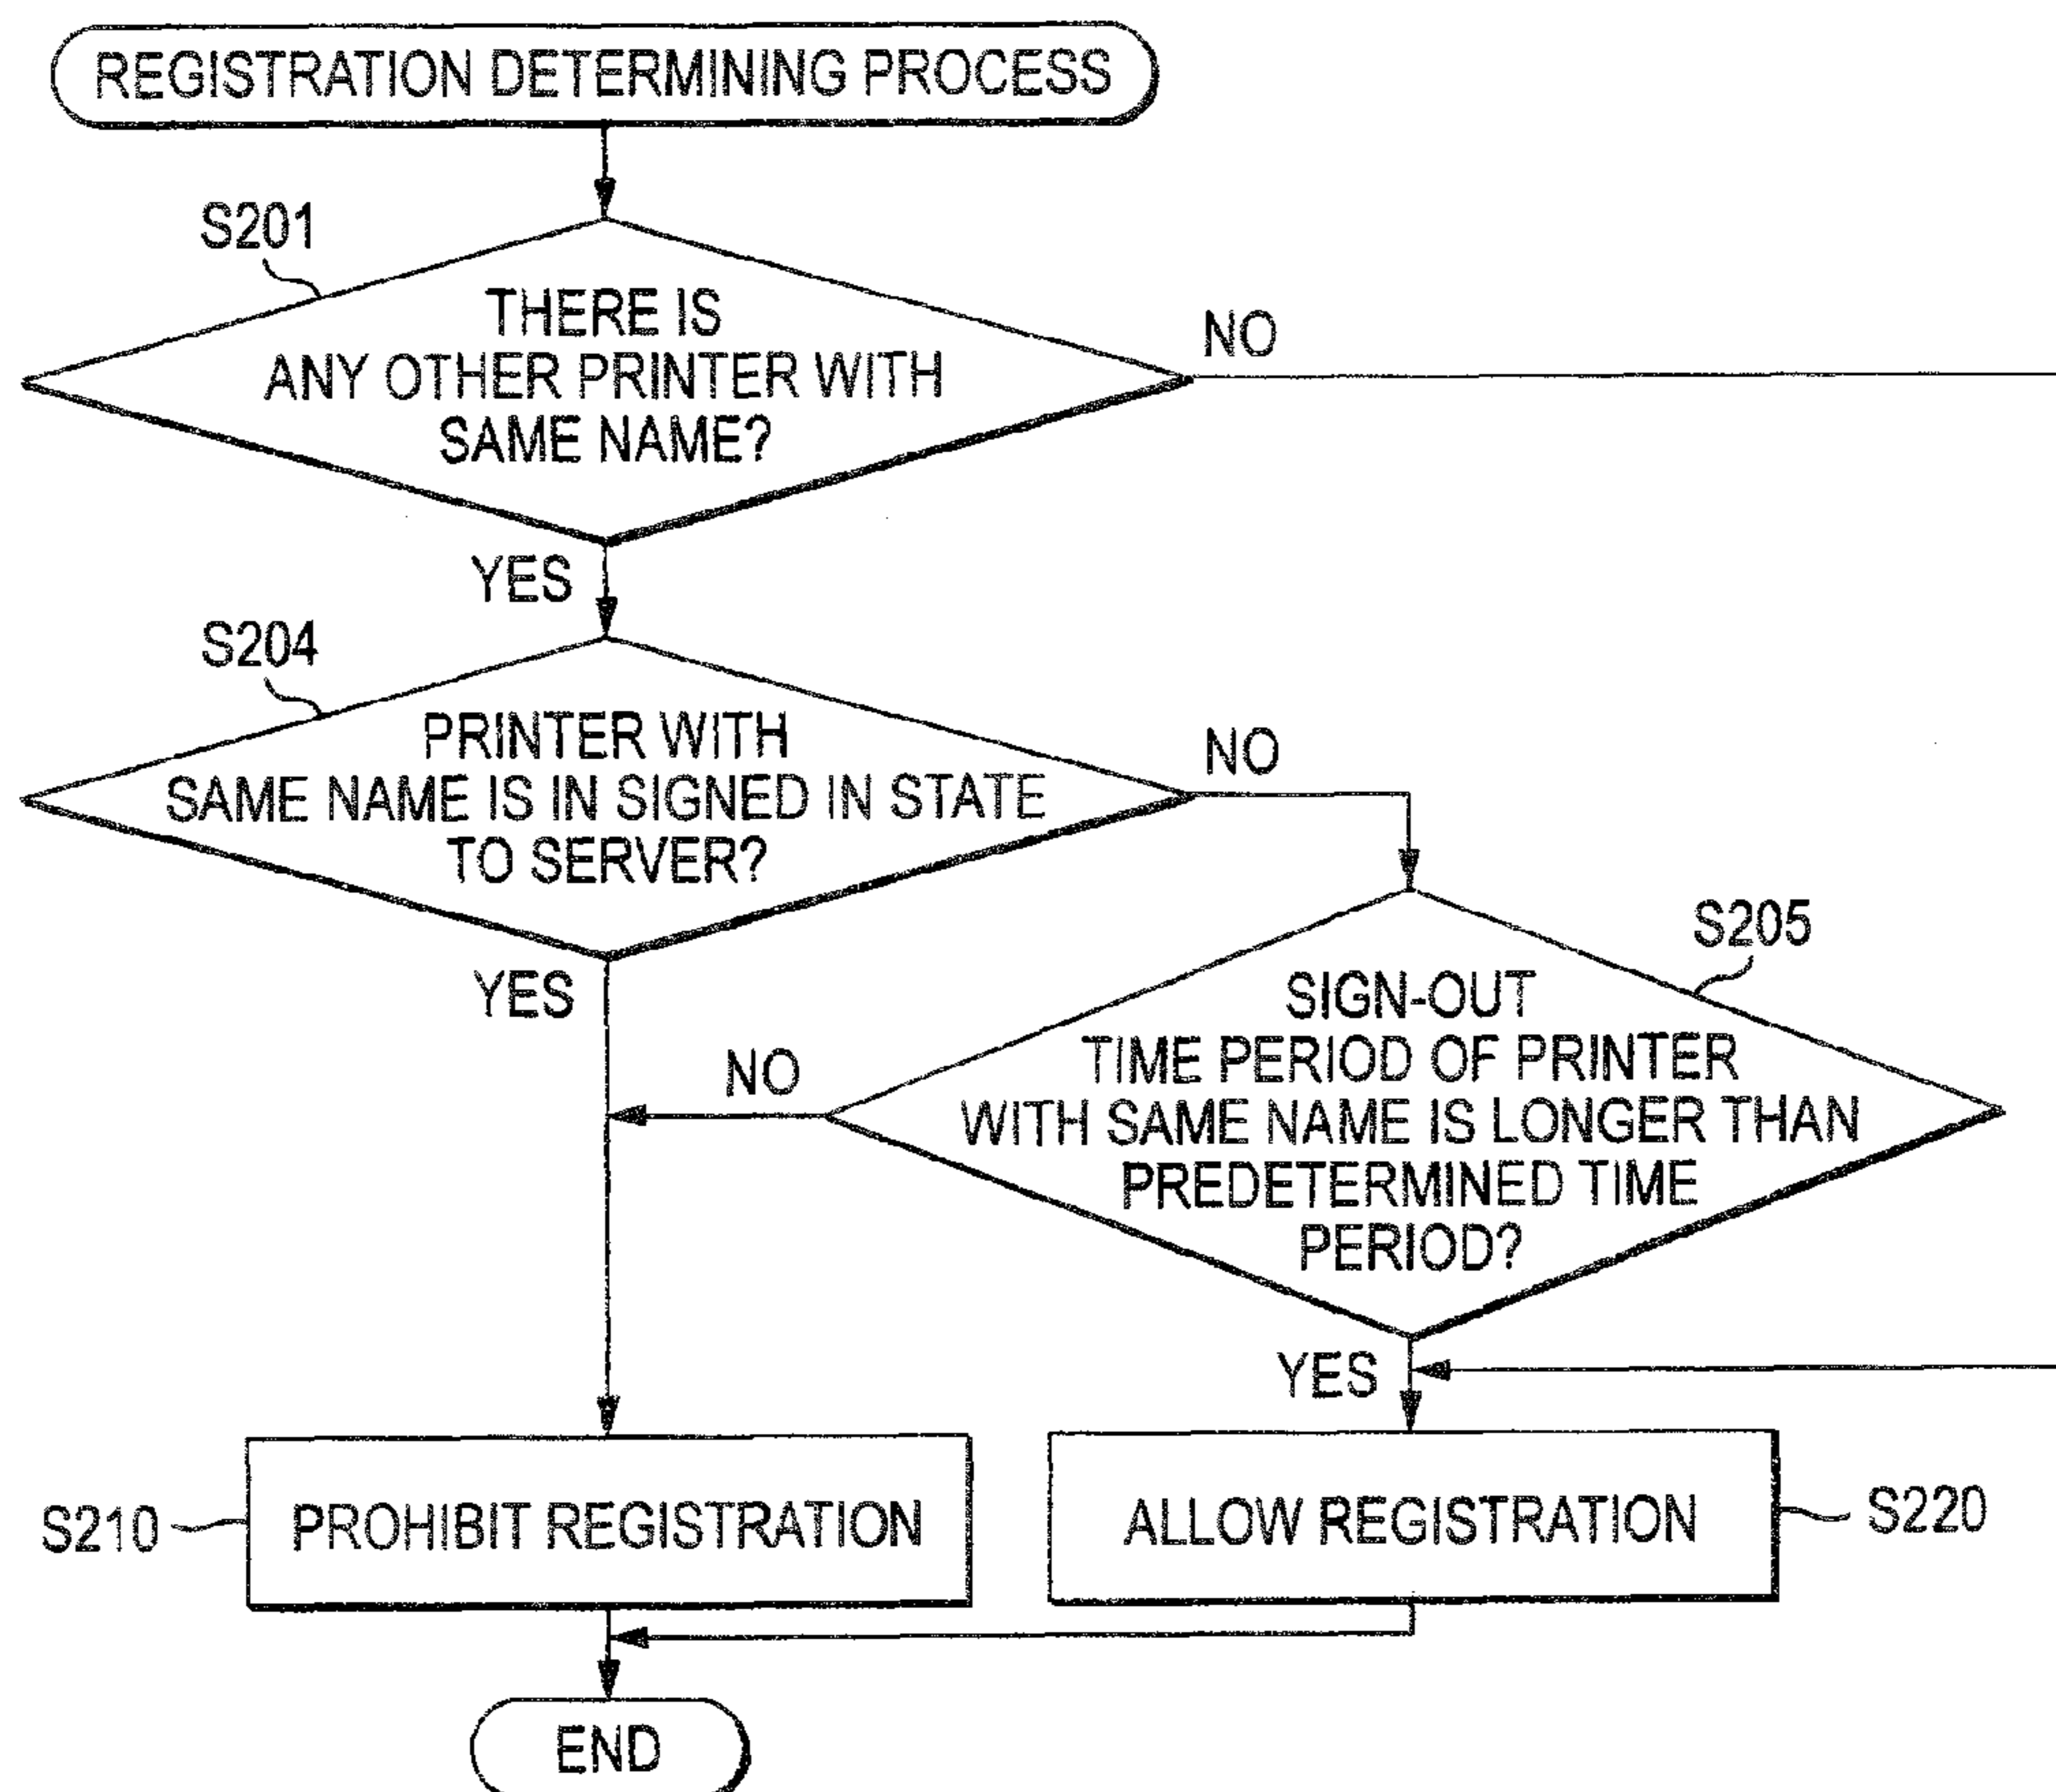 REGISTRATION DETERMINING PROCESS
S201
THERE IS
ANY OTHER PRINTER WITH
SAME NAME?
NO
YES
S204
PRINTER WITH
SAME NAME IS IN SIGNED IN STATE
TO SERVER?
NO
YES
S205
SIGN-OUT
TIME PERIOD OF PRINTER
WITH SAME NAME IS LONGER THAN
PREDETERMINED TIME
PERIOD?
NO
YES
S210
PROHIBIT REGISTRATION
ALLOW REGISTRATION
S220
END